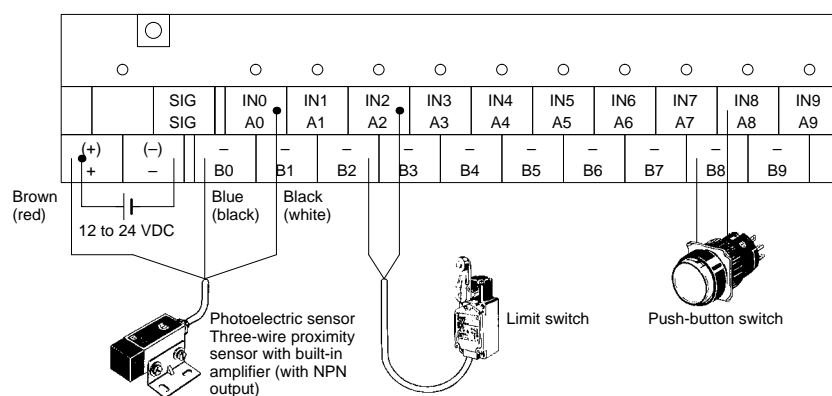 SIG IN0 IN1 IN2 IN3 IN4 IN5 IN6 IN7 IN8 IN9
SIG A0 A1 A2 A3 A4 A5 A6 A7 A8 A9
(+) (–) – – – – – – – – – –
+ – B0 B1 B2 B3 B4 B5 B6 B7 B8 B9
Brown
(red)
Blue
(black)
Black
(white)
12 to 24 VDC
Photoelectric sensor
Three-wire proximity
sensor with built-in
amplifier (with NPN
output)
Limit switch
Push-button switch